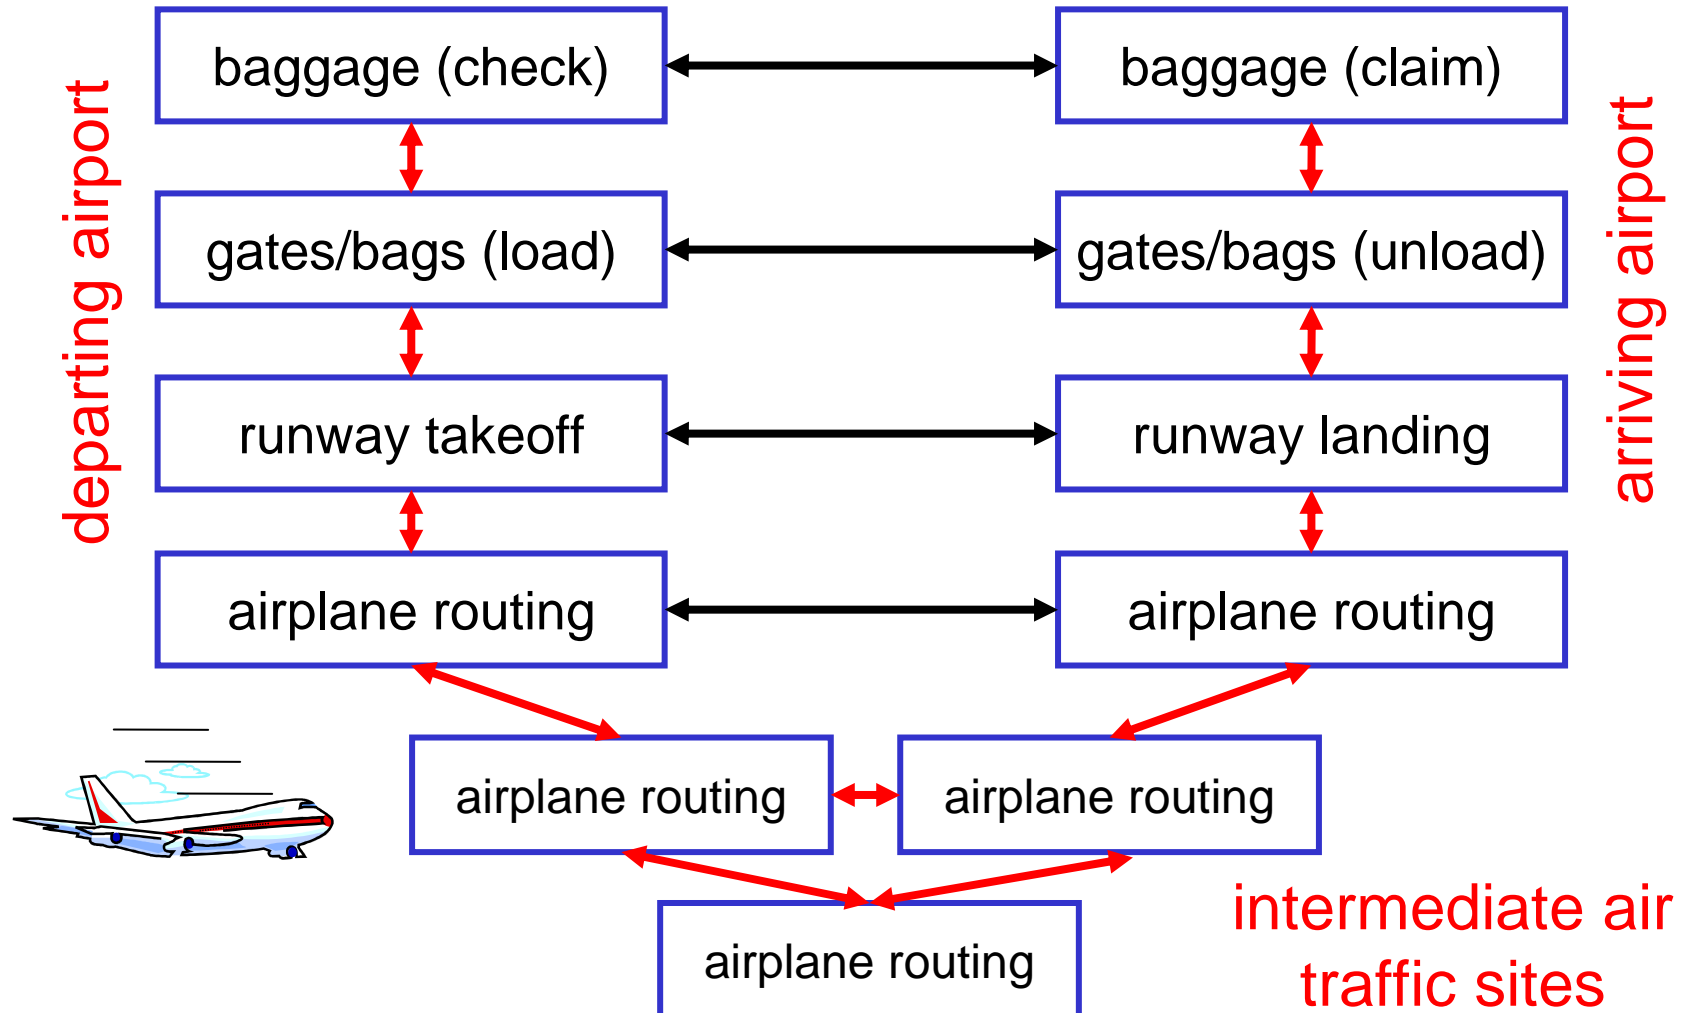 baggage (check)
baggage (claim)
departing airport
arriving airport
gates/bags (load)
gates/bags (unload)
runway takeoff
runway landing
airplane routing
airplane routing
airplane routing
airplane routing
airplane routing
intermediate air
traffic sites